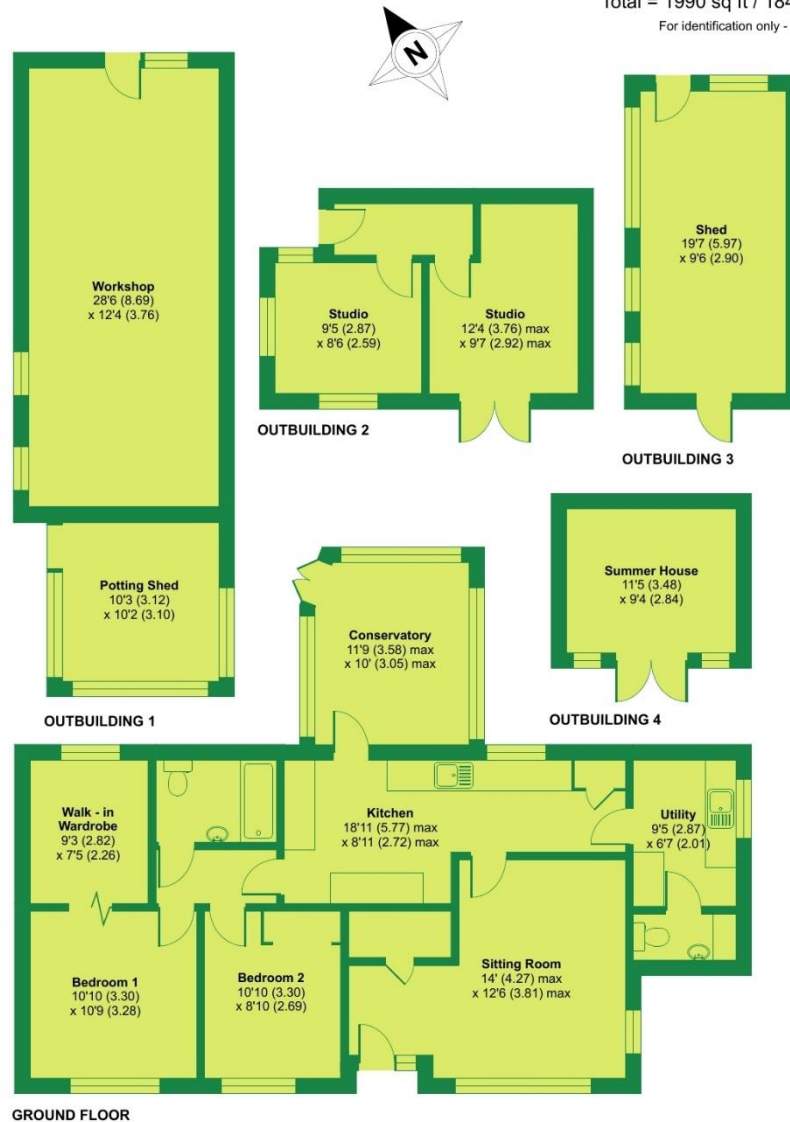 Total = 1990 sq ft / 184
For identification only -
N
Workshop
28'6 (8.69)
x 12'4 (3.76)
Studio
9'5 (2.87)
x 8'6 (2.59)
Studio
12'4 (3.76) max
x 9'7 (2.92) max
OUTBUILDING 2
Shed
19'7 (5.97)
x 9'6 (2.90)
OUTBUILDING 3
Potting Shed
10'3 (3.12)
x 10'2 (3.10)
OUTBUILDING 1
Conservatory
11'9 (3.58) max
x 10' (3.05) max
Summer House
11'5 (3.48)
x 9'4 (2.84)
OUTBUILDING 4
Walk - in
Wardrobe
9'3 (2.82)
x 7'5 (2.26)
Kitchen
18'11 (5.77) max
x 8'11 (2.72) max
Utility
9'5 (2.87)
x 6'7 (2.01)
Bedroom 1
10'10 (3.30)
x 10'9 (3.28)
Bedroom 2
10'10 (3.30)
x 8'10 (2.69)
Sitting Room
14' (4.27) max
x 12'6 (3.81) max
GROUND FLOOR